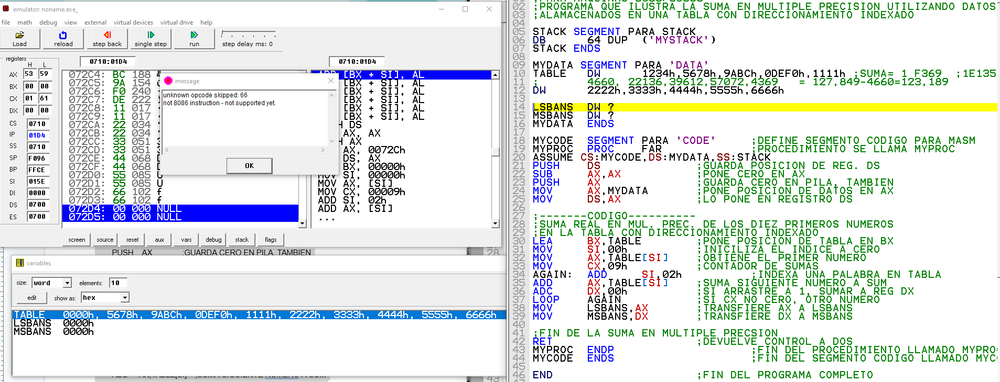 emulator: noname.exe_
file math debug view external virtual devices virtual drive help
Load reload step back single step run step delay ms: 0
registers
H L
0710:01D4 0710:01D4
AX 53 59
BX 00 00
CX 01 61
DX 00 00
CS 0710
IP 01D4
SS 0710
SP F096
BP FFCE
SI 015E
DI 0000
DS 0700
ES 0700
072C4: BC 188
072C5: 9A 154
072C6: F0 240
072C7: DE 222
072C8: 11 017
072C9: 11 017
072CA: 22 034 "
072CB: 22 034 "
072CC: 33 051 3
072CD: 33 051 3
072CE: 44 068 D
072CF: 44 068 D
072D0: 55 085 U
072D1: 55 085 U
072D2: 66 102 f
072D3: 66 102 f
072D4: 00 000 NULL
072D5: 00 000 NULL
message
unknown opcode skipped: 66
not 8086 instruction - not supported yet.
OK
ADD [BX + SI], AL
[BX + SI], AL
[BX + SI], AL
[BX + SI], AL
[BX + SI], AL
[BX + SI], AL
H DS
AX, AX
H AX
AX, 0072Ch
DS, AX
BX, 00000h
MOV SI, 00000h
MOV AX, [SI]
MOV CX, 00009h
ADD SI, 02h
ADD AX, [SI]
...
screen source reset aux vars debug stack flags
PUSH AX ;GUARDA CERO EN PILA, TAMBIEN
28
variables
size: word elements: 10
edit show as: hex
TABLE 0000h, 5678h, 9ABCh, 0DEF0h, 1111h, 2222h, 3333h, 4444h, 5555h, 6666h
LSBANS 0000h
MSBANS 0000h
43
02 ;PROGRAMA QUE ILUSTRA LA SUMA EN MULTIPLE PRECISION UTILIZANDO DATOS
03 ;ALAMACENADOS EN UNA TABLA CON DIRECCIONAMIENTO INDEXADO
04
05 STACK SEGMENT PARA STACK
06 DB 64 DUP ('MYSTACK')
07 STACK ENDS
08
09 MYDATA SEGMENT PARA 'DATA'
10 TABLE DW 1234h,5678h,9ABCh,0DEF0h,1111h ;SUMA= 1 F369 ;1E135
11 ; 4660, 22136,39612,57072,4369 = 127,849-4660=123,189
12 DW 2222h,3333h,4444h,5555h,6666h
13
14 LSBANS DW ?
15 MSBANS DW ?
16 MYDATA ENDS
17
18 MYCODE SEGMENT PARA 'CODE' ;DEFINE SEGMENTO CODIGO PARA MASM
19 MYPROC PROC FAR ;PROCEDIMIENTO SE LLAMA MYPROC
20 ASSUME CS:MYCODE,DS:MYDATA,SS:STACK
21 PUSH DS ;GUARDA POSICION DE REG. DS
22 SUB AX,AX ;PONE CERO EN AX
23 PUSH AX ;GUARDA CERO EN PILA, TAMBIEN
24 MOV AX,MYDATA ;PONE POSICION DE DATOS EN AX
25 MOV DS,AX ;LO PONE EN REGISTRO DS
26
27 ;-------CODIGO----------
28 ;SUMA REAL EN MUL. PREC. DE LOS DIEZ PRIMEROS NUMEROS
29 ;EN LA TABLA CON DIRECCIONAMIENTO INDEXADO
30 LEA BX,TABLE ;PONE POSICION DE TABLA EN BX
31 MOV SI,00h ;INICILIZA EL INDICE A CERO
32 MOV AX,TABLE[SI] ;OBTIENE EL PRIMER NUMERO
33 MOV CX,09h ;CONTADOR DE SUMAS
34 AGAIN: ADD SI,02h ;INDEXA UNA PALABRA EN TABLA
35 ADD AX,TABLE[SI] ;SUMA SIGUIENTE NUMERO A SUM
36 ADC DX,00h ;SI ARRASTRE A 1, SUMAR A REG DX
37 LOOP AGAIN ;SI CX NO CERO, OTRO NUMERO
38 MOV LSBANS,AX ;TRANSFIERE AX A LSBANS
39 MOV MSBANS,DX ;TRANSFIERE DX A MSBANS
40
41 ;FIN DE LA SUMA EN MULTIPLE PRECSION
42 RET ;DEVUELVE CONTROL A DOS
43 MYPROC ENDP ;FIN DEL PROCEDIMIENTO LLAMADO MYPRO
44 MYCODE ENDS ;FIN DEL SEGMENTO CODIGO LLAMADO MYC
45
46 END ;FIN DEL PROGRAMA COMPLETO